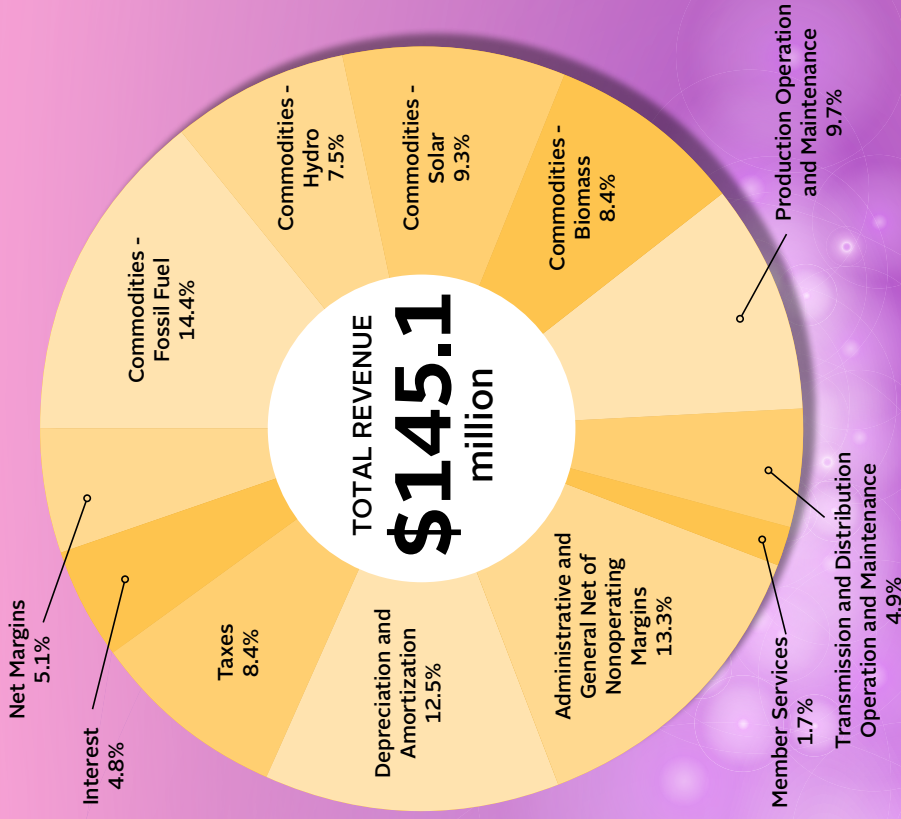 TOTAL REVENUE
$145.1
million
Commodities -
Fossil Fuel
14.4%
Commodities -
Hydro
7.5%
Commodities -
Solar
9.3%
Commodities -
Biomass
8.4%
Production Operation
and Maintenance
9.7%
Transmission and Distribution
Operation and Maintenance
4.9%
Member Services
1.7%
Administrative and
General Net of
Nonoperating
Margins
13.3%
Depreciation and
Amortization
12.5%
Taxes
8.4%
Interest
4.8%
Net Margins
5.1%